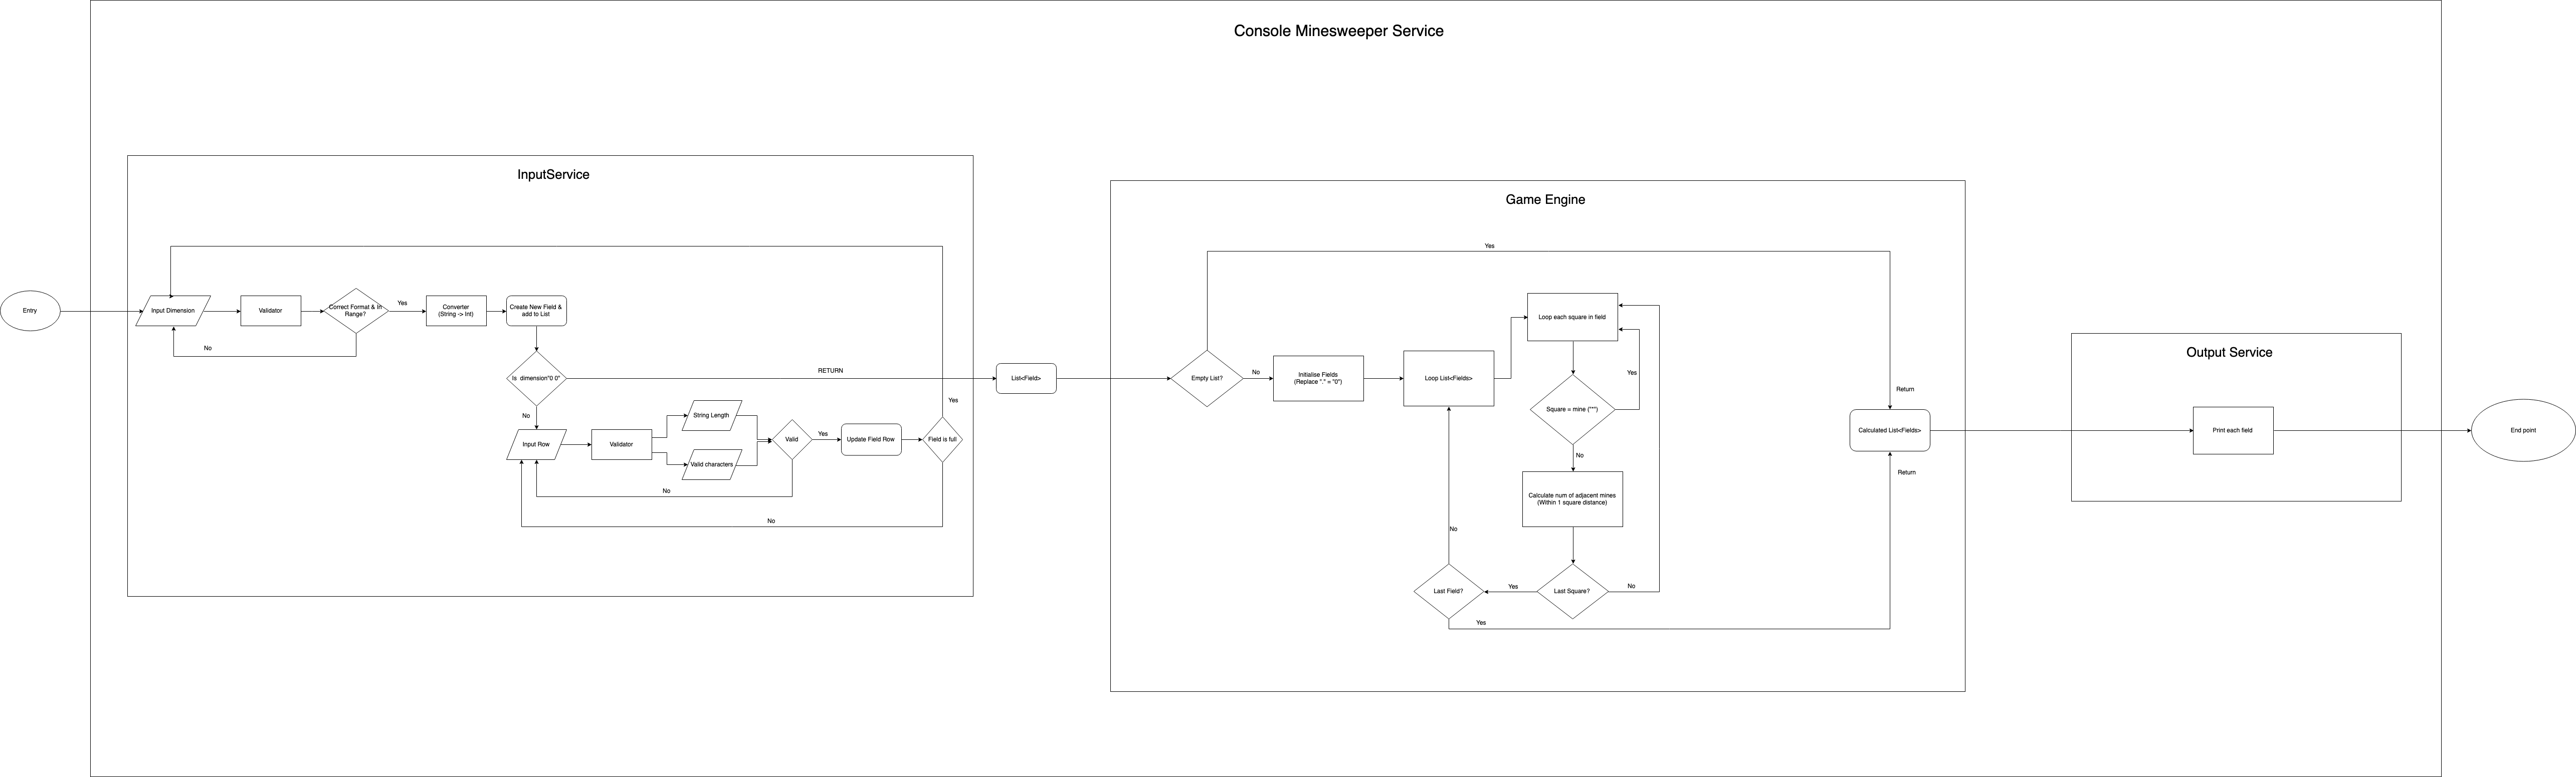 Console Minesweeper Service
InputService
Entry
Input Dimension
Validator
Correct Format & In
Range?
Yes
No
Converter
(String -> Int)
Create New Field &
add to List
Is  dimension"0 0"
RETURN
No
Input Row
Validator
String Length
Valid characters
Valid
Yes
No
Update Field Row
Field is full
Yes
No
List<Field>
Game Engine
Empty List?
Yes
No
Initialise Fields
(Replace "." = "0")
Loop List<Fields>
Loop each square in field
Square = mine ("*")
Yes
No
Calculate num of adjacent mines
(Within 1 square distance)
Last Square?
No
Yes
Last Field?
No
Yes
Return
Calculated List<Fields>
Return
Output Service
Print each field
End point